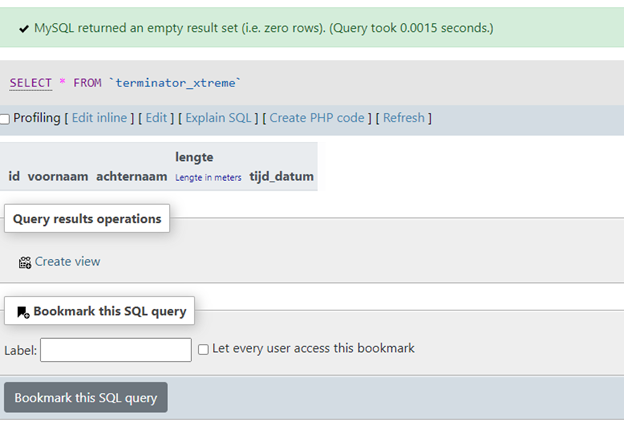 MySQL returned an empty result set (i.e. zero rows). (Query took 0.0015 seconds.)
SELECT * FROM `terminator_xtreme`
Profiling [ Edit inline ] [ Edit ] [ Explain SQL ] [ Create PHP code ] [ Refresh ]
id voornaam achternaam lengte Lengte in meters tijd_datum
Query results operations
Create view
Bookmark this SQL query
Label: Let every user access this bookmark
Bookmark this SQL query